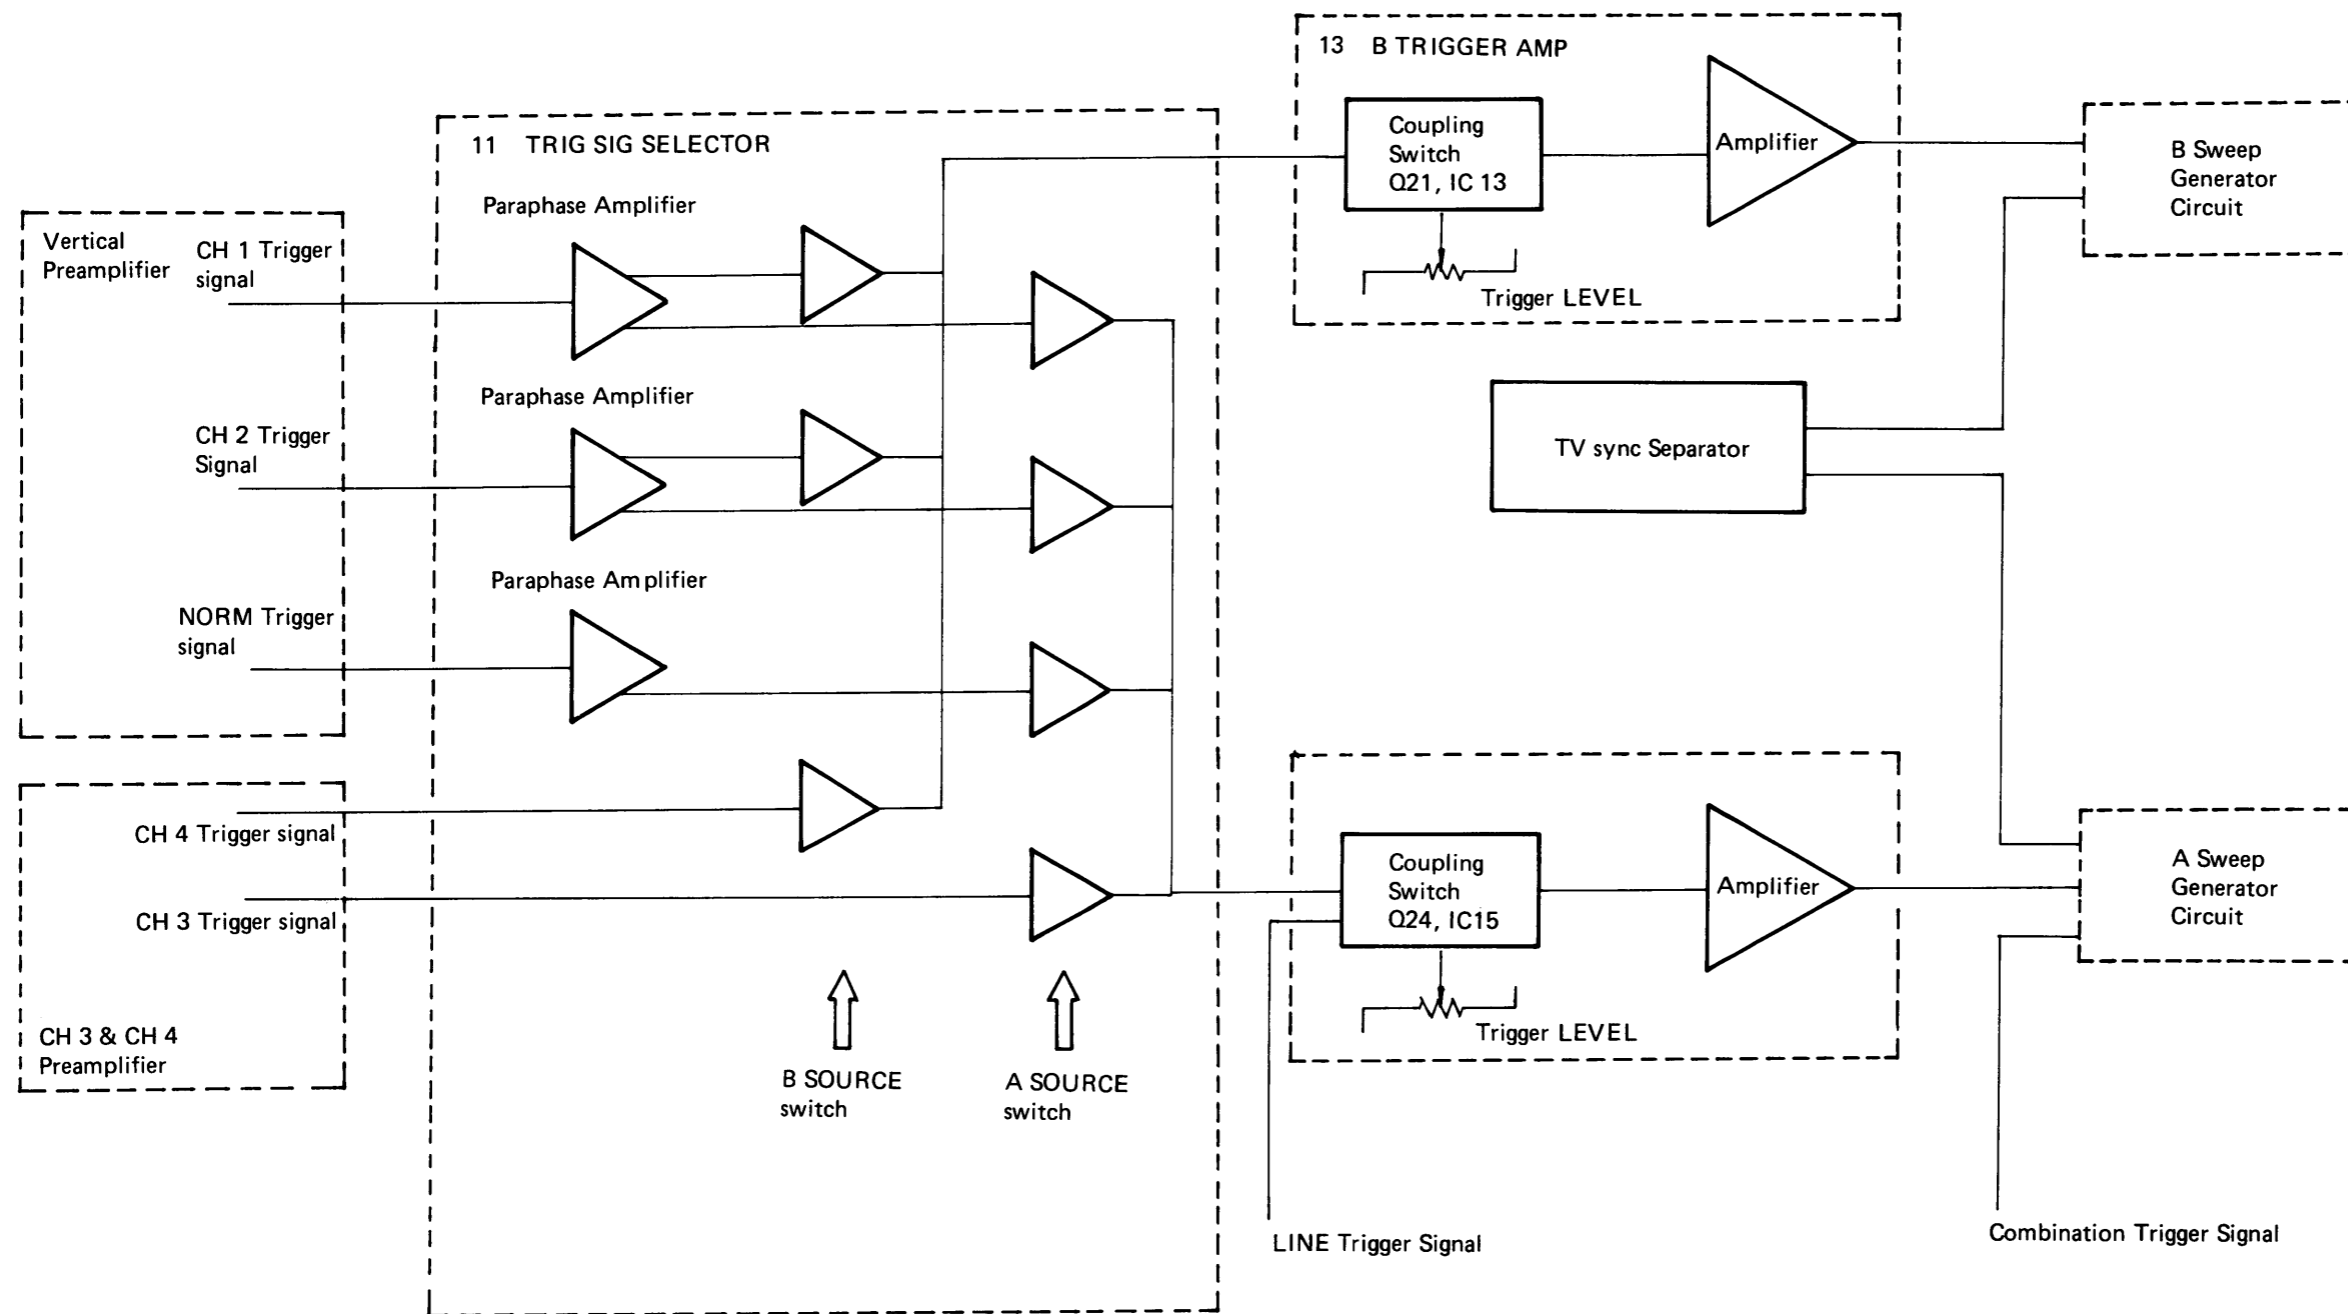 13 B TRIGGER AMP
Coupling
Switch
Q21, IC 13
Amplifier
Trigger LEVEL
B Sweep
Generator
Circuit
11 TRIG SIG SELECTOR
Paraphase Amplifier
Vertical
Preamplifier
CH 1 Trigger
signal
Paraphase Amplifier
CH 2 Trigger
Signal
TV sync Separator
Paraphase Amplifier
NORM Trigger
signal
CH 4 Trigger signal
CH 3 Trigger signal
CH 3 & CH 4
Preamplifier
Coupling
Switch
Q24, IC15
Amplifier
Trigger LEVEL
A Sweep
Generator
Circuit
B SOURCE
switch
A SOURCE
switch
LINE Trigger Signal
Combination Trigger Signal